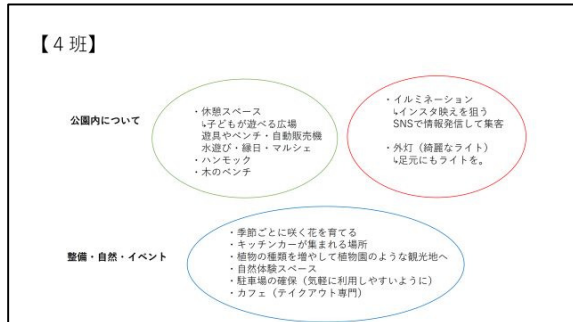 【４班】
公園内について
・休憩スペース
↳子どもが遊べる広場
遊具やベンチ・自動販売機
水遊び・縁日・マルシェ
・ハンモック
・木のベンチ
・イルミネーション
↳インスタ映えを狙う
SNSで情報発信して集客
・外灯（綺麗なライト）
↳足元にもライトを。
整備・自然・イベント
・季節ごとに咲く花を育てる
・キッチンカーが集まれる場所
・植物の種類を増やして植物園のような観光地へ
・自然体験スペース
・駐車場の確保（気軽に利用しやすいように）
・カフェ（テイクアウト専門）